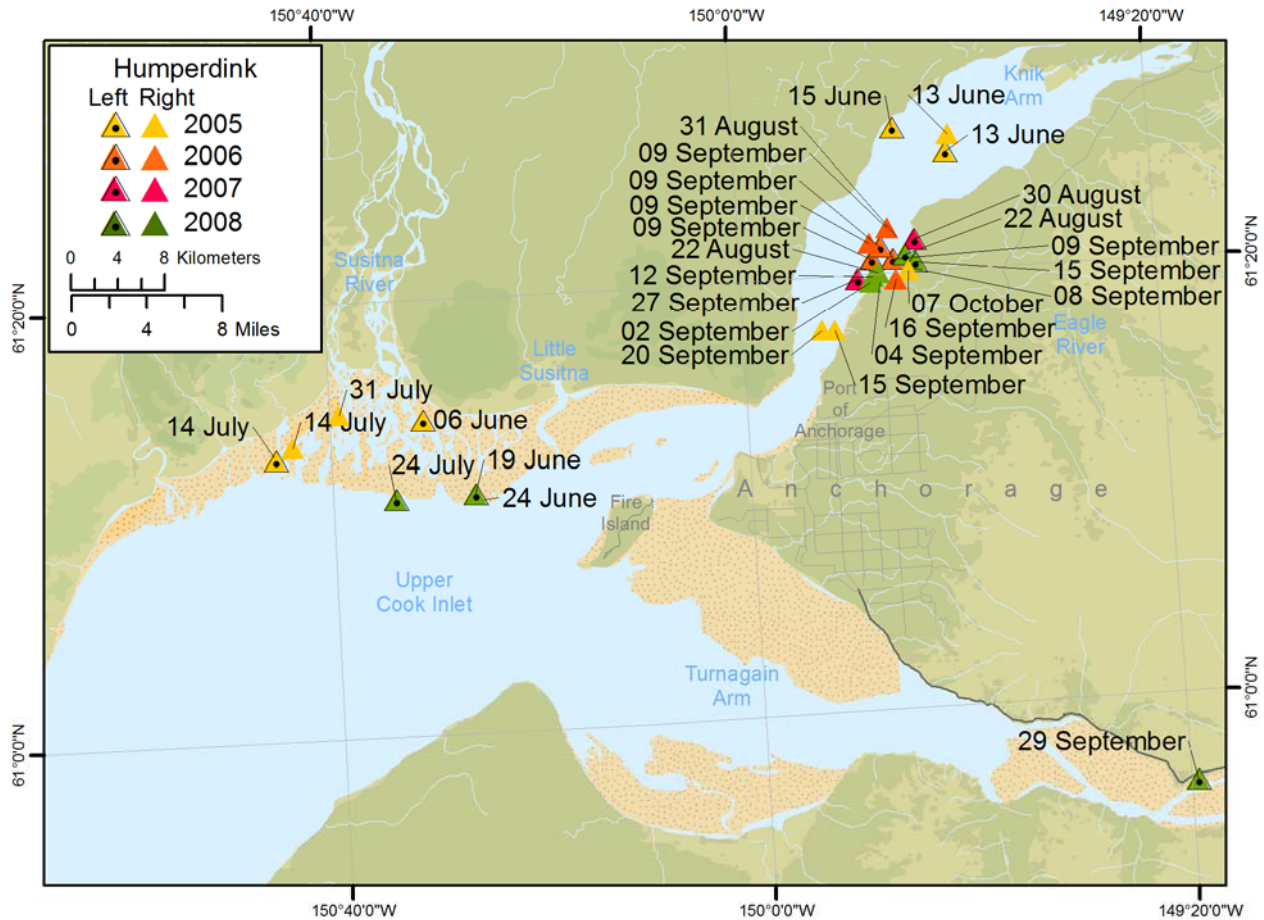 150°40'0"W
150°0'0"W
149°20'0"W
Humperdink
Left Right
2005
2006
2007
2008
0 4 8 Kilometers
0 4 8 Miles
Knik
Arm
15 June
13 June
13 June
31 August
09 September
09 September
09 September
09 September
22 August
12 September
27 September
02 September
20 September
30 August
22 August
09 September
15 September
08 September
07 October
16 September
04 September
15 September
Eagle
River
61°20'0"N
61°20'0"N
Susitna
River
Little
Susitna
Port
of
Anchorage
31 July
14 July
14 July
06 June
24 July
19 June
24 June
Fire
Island
Anchorage
Upper
Cook Inlet
Turnagain
Arm
29 September
61°0'0"N
61°0'0"N
150°40'0"W
150°0'0"W
149°20'0"W